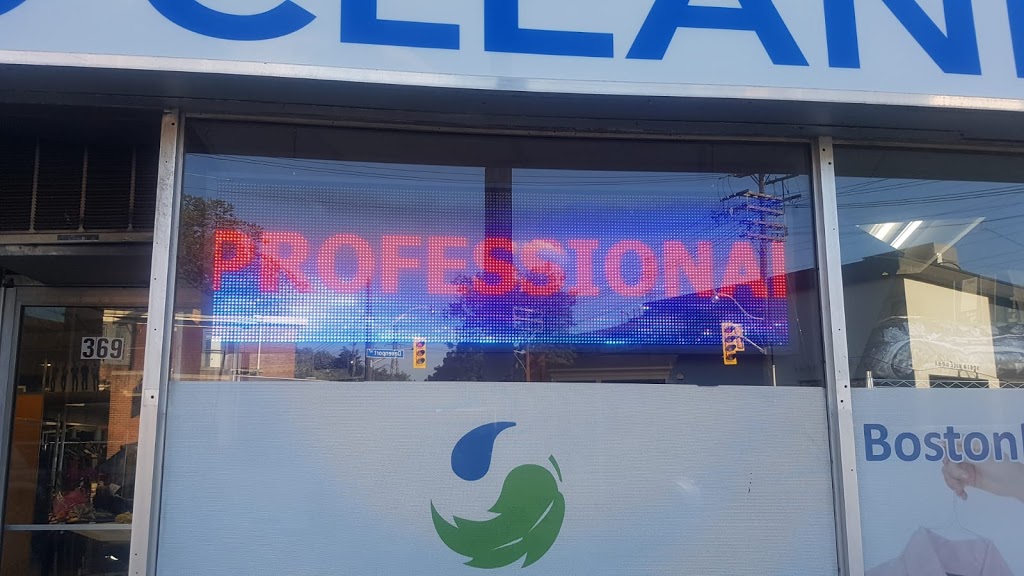 CLEAN
PROFESSIONAL
369
Boston